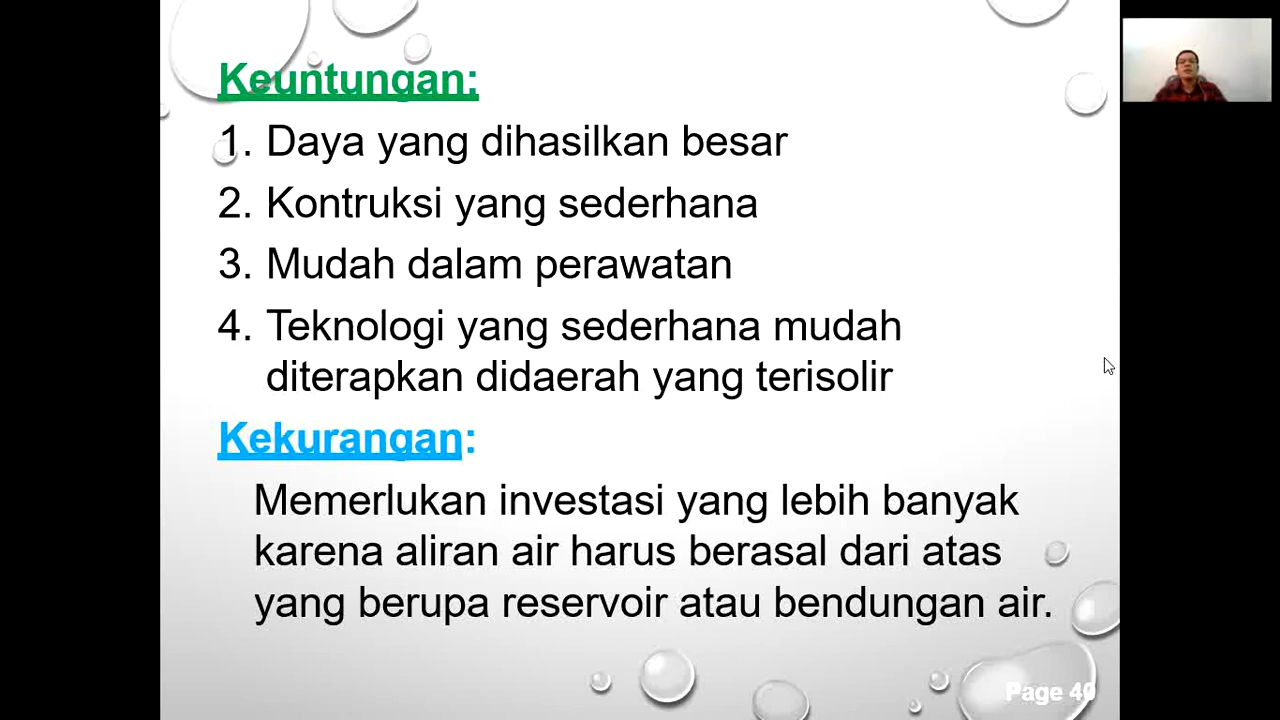 Keuntungan:
1. Daya yang dihasilkan besar
2. Kontruksi yang sederhana
3. Mudah dalam perawatan
4. Teknologi yang sederhana mudah
diterapkan didaerah yang terisolir
Kekurangan:
Memerlukan investasi yang lebih banyak
karena aliran air harus berasal dari atas
yang berupa reservoir atau bendungan air.
Page 40